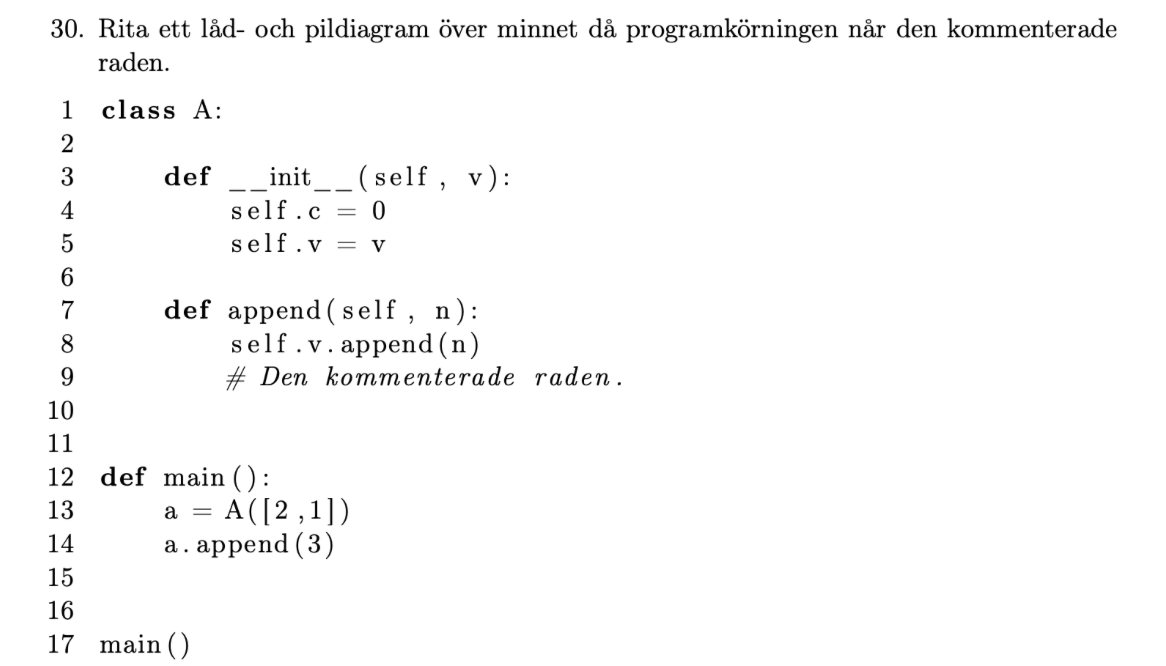 30. Rita ett låd- och pildiagram över minnet då programkörningen når den kommenterade
raden.
1 class A:
2
3     def __init__(self, v):
4         self.c = 0
5         self.v = v
6
7     def append(self, n):
8         self.v.append(n)
9         # Den kommenterade raden.
10
11
12 def main():
13     a = A([2,1])
14     a.append(3)
15
16
17 main()